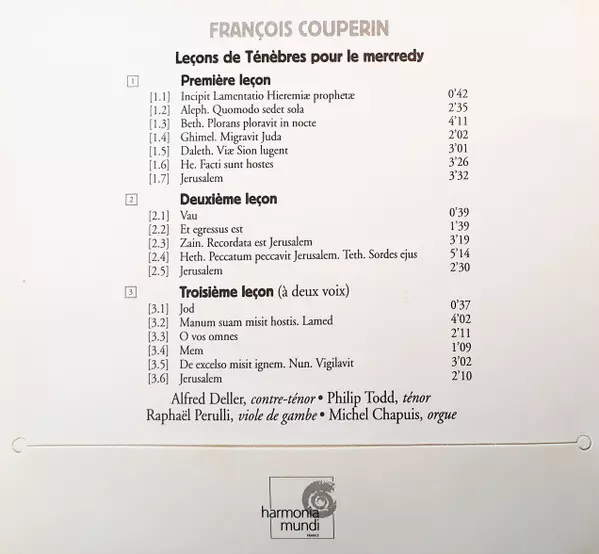 FRANÇOIS COUPERIN
Leçons de Ténèbres pour le mercredy
1 Première leçon
[1.1] Incipit Lamentatio Hieremiæ prophetæ 0'42
[1.2] Aleph. Quomodo sedet sola 2'35
[1.3] Beth. Plorans ploravit in nocte 4'11
[1.4] Ghimel. Migravit Juda 2'02
[1.5] Daleth. Viæ Sion lugent 3'01
[1.6] He. Facti sunt hostes 3'26
[1.7] Jerusalem 3'32
2 Deuxième leçon
[2.1] Vau 0'39
[2.2] Et egressus est 1'39
[2.3] Zain. Recordata est Jerusalem 3'19
[2.4] Heth. Peccatum peccavit Jerusalem. Teth. Sordes ejus 5'14
[2.5] Jerusalem 2'30
3 Troisième leçon (à deux voix)
[3.1] Jod 0'37
[3.2] Manum suam misit hostis. Lamed 4'02
[3.3] O vos omnes 2'11
[3.4] Mem 1'09
[3.5] De excelso misit ignem. Nun. Vigilavit 3'02
[3.6] Jerusalem 2'10
Alfred Deller, contre-ténor • Philip Todd, ténor
Raphaël Perulli, viole de gambe • Michel Chapuis, orgue
harmonia
mundi
FRANCE